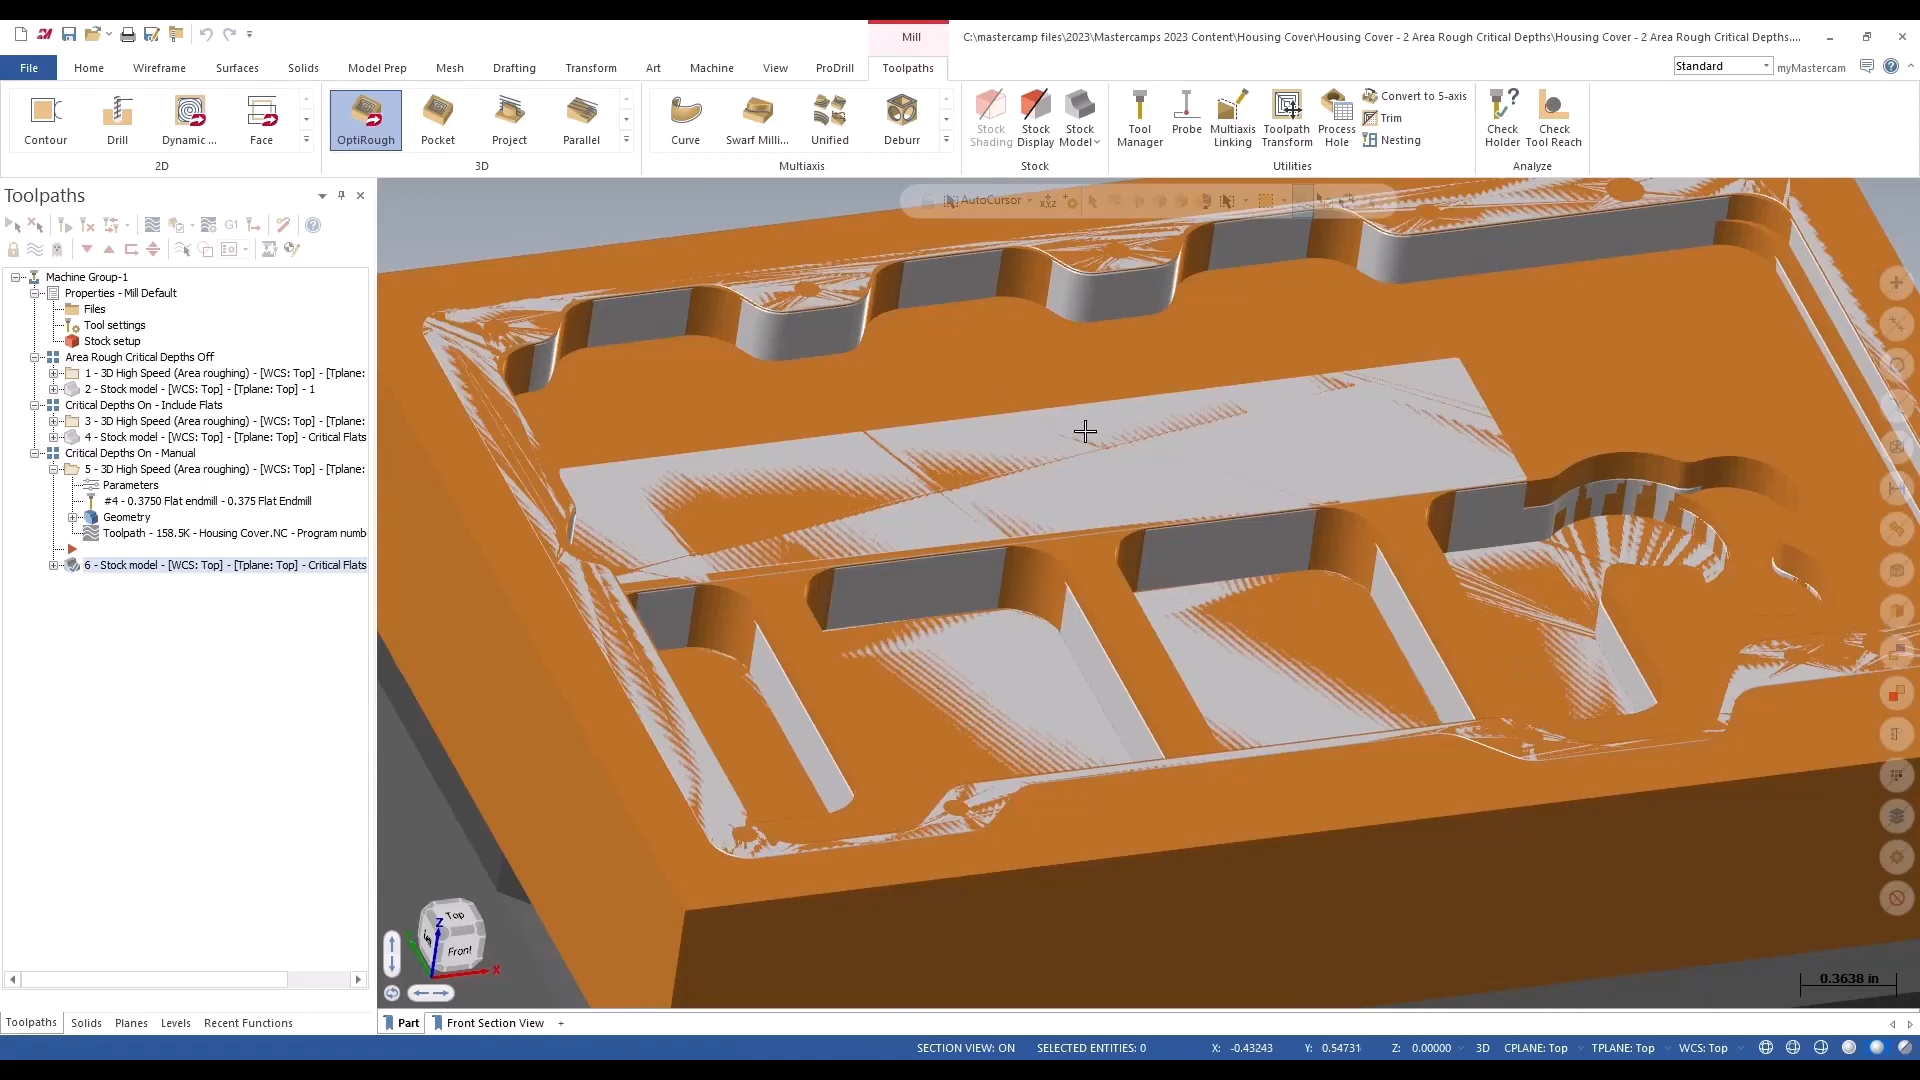 Mill
C:\mastercamp files\2023\Mastercamps 2023 Content\Housing Cover\Housing Cover - 2 Area Rough Critical Depths\Housing Cover - 2 Area Rough Critical Depths....
File Home Wireframe Surfaces Solids Model Prep Mesh Drafting Transform Art Machine View ProDrill Toolpaths
Standard myMastercam
Contour Drill Dynamic ... Face
OptiRough Pocket Project Parallel
Curve Swarf Milli... Unified Deburr
Stock Shading Stock Display Stock Model
Tool Manager Probe Multiaxis Linking Toolpath Transform Process Hole
Convert to 5-axis
Trim
Nesting
Check Holder Check Tool Reach
2D 3D Multiaxis Stock Utilities Analyze
Toolpaths
G1
AutoCursor
XYZ
Machine Group-1
Properties - Mill Default
Files
Tool settings
Stock setup
Area Rough Critical Depths Off
1 - 3D High Speed (Area roughing) - [WCS: Top] - [Tplane:
2 - Stock model - [WCS: Top] - [Tplane: Top] - 1
Critical Depths On - Include Flats
3 - 3D High Speed (Area roughing) - [WCS: Top] - [Tplane:
4 - Stock model - [WCS: Top] - [Tplane: Top] - Critical Flats
Critical Depths On - Manual
5 - 3D High Speed (Area roughing) - [WCS: Top] - [Tplane:
Parameters
#4 - 0.3750 Flat endmill - 0.375 Flat Endmill
Geometry
Toolpath - 158.5K - Housing Cover.NC - Program numb
6 - Stock model - [WCS: Top] - [Tplane: Top] - Critical Flats
Top
Front
Z
X
0.3638 in
Toolpaths Solids Planes Levels Recent Functions
Part Front Section View +
SECTION VIEW: ON SELECTED ENTITIES: 0 X: -0.43243 Y: 0.54731 Z: 0.00000 3D CPLANE: Top TPLANE: Top WCS: Top